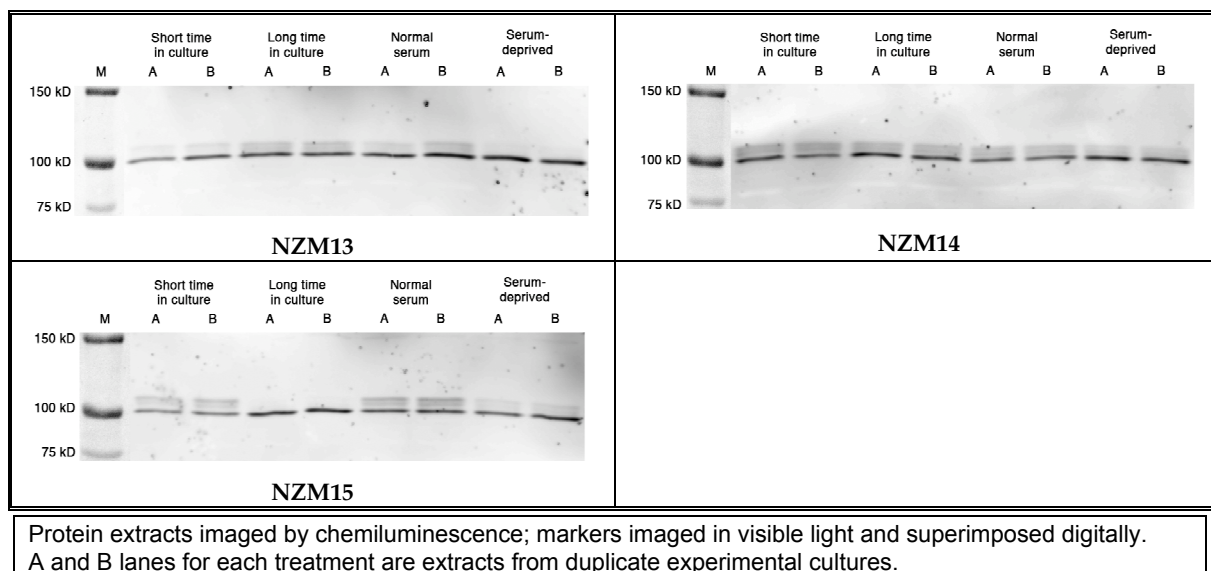 Short time in culture
Long time in culture
Normal serum
Serum-deprived
M A B A B A B A B
150 kD
100 kD
75 kD
NZM13
Short time in culture
Long time in culture
Normal serum
Serum-deprived
M A B A B A B A B
150 kD
100 kD
75 kD
NZM14
Short time in culture
Long time in culture
Normal serum
Serum-deprived
M A B A B A B A B
150 kD
100 kD
75 kD
NZM15
Protein extracts imaged by chemiluminescence; markers imaged in visible light and superimposed digitally.
A and B lanes for each treatment are extracts from duplicate experimental cultures.